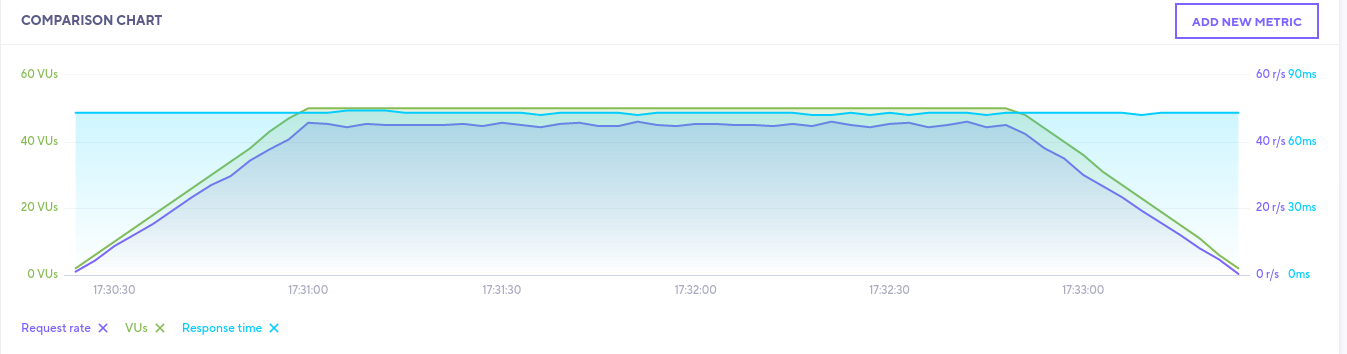 COMPARISON CHART
ADD NEW METRIC
60 VUs
60 r/s 90ms
40 VUs
40 r/s 60ms
20 VUs
20 r/s 30ms
0 VUs
0 r/s 0ms
17:30:30 17:31:00 17:31:30 17:32:00 17:32:30 17:33:00
Request rate × VUs × Response time ×